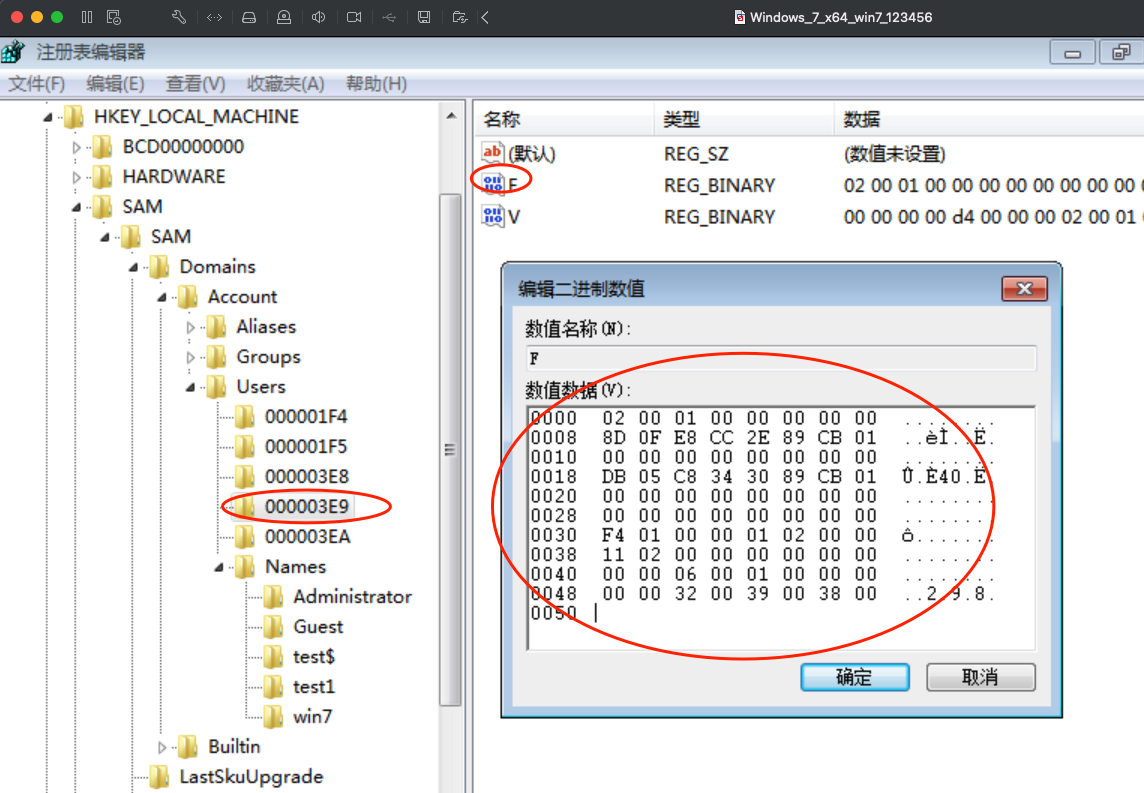 Windows_7_x64_win7_123456
注册表编辑器
文件(F) 编辑(E) 查看(V) 收藏夹(A) 帮助(H)
HKEY_LOCAL_MACHINE
BCD00000000
HARDWARE
SAM
SAM
Domains
Account
Aliases
Groups
Users
000001F4
000001F5
000003E8
000003E9
000003EA
Names
Administrator
Guest
test$
test1
win7
Builtin
LastSkuUpgrade
名称 类型 数据
(默认) REG_SZ (数值未设置)
F REG_BINARY 02 00 01 00 00 00 00 00 00 00 0
V REG_BINARY 00 00 00 00 d4 00 00 00 02 00 01
编辑二进制数值
数值名称(N):
F
数值数据(V):
0000 02 00 01 00 00 00 00 00 ........
0008 8D 0F E8 CC 2E 89 CB 01 ..èÌ..Ë.
0010 00 00 00 00 00 00 00 00 ........
0018 DB 05 C8 34 30 89 CB 01 Û.È40.Ë.
0020 00 00 00 00 00 00 00 00 ........
0028 00 00 00 00 00 00 00 00 ........
0030 F4 01 00 00 01 02 00 00 ô.......
0038 11 02 00 00 00 00 00 00 ........
0040 00 00 06 00 01 00 00 00 ........
0048 00 00 32 00 39 00 38 00 ..2.9.8.
0050
确定 取消